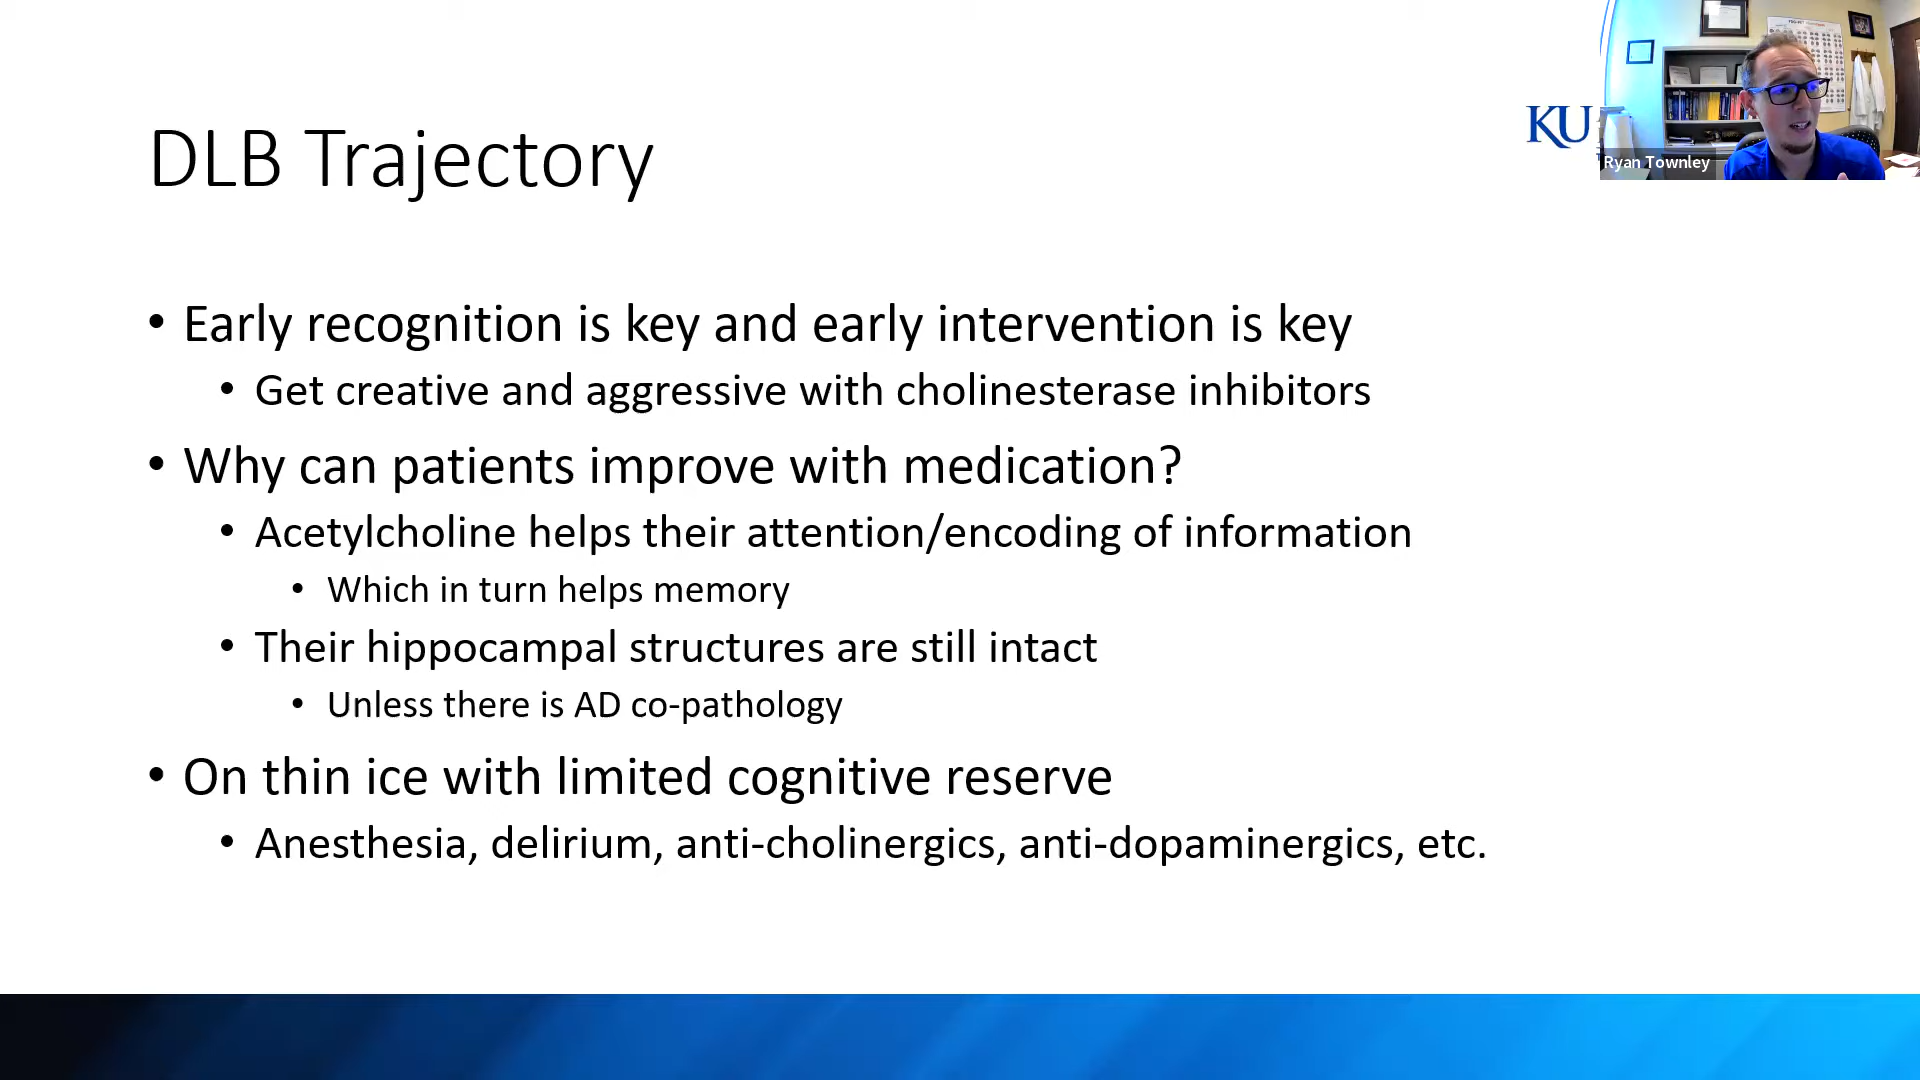 KU
Ryan Townley
DLB Trajectory
• Early recognition is key and early intervention is key
• Get creative and aggressive with cholinesterase inhibitors
• Why can patients improve with medication?
• Acetylcholine helps their attention/encoding of information
• Which in turn helps memory
• Their hippocampal structures are still intact
• Unless there is AD co-pathology
• On thin ice with limited cognitive reserve
• Anesthesia, delirium, anti-cholinergics, anti-dopaminergics, etc.